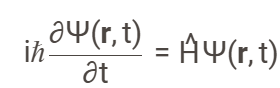 iℏ ∂Ψ(r, t) / ∂t = ĤΨ(r, t)